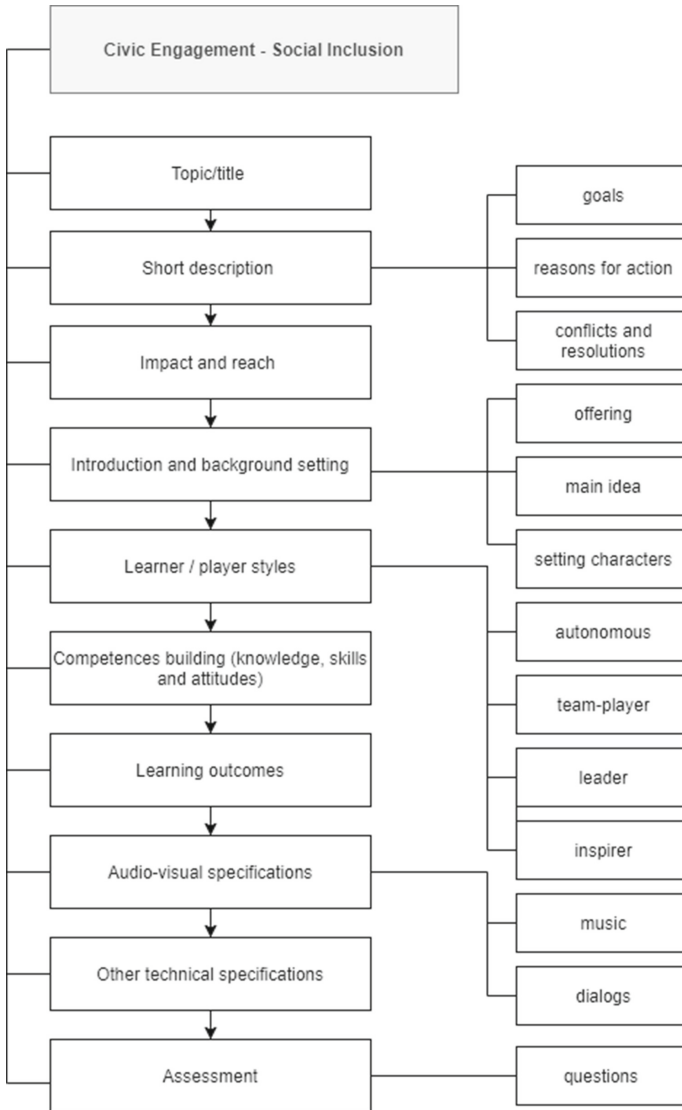 Civic Engagement - Social Inclusion
Topic/title
goals
Short description
reasons for action
conflicts and
resolutions
Impact and reach
offering
Introduction and background setting
main idea
setting characters
Learner / player styles
autonomous
team-player
leader
inspirer
Competences building (knowledge, skills
and attitudes)
Learning outcomes
Audio-visual specifications
music
dialogs
Other technical specifications
Assessment
questions